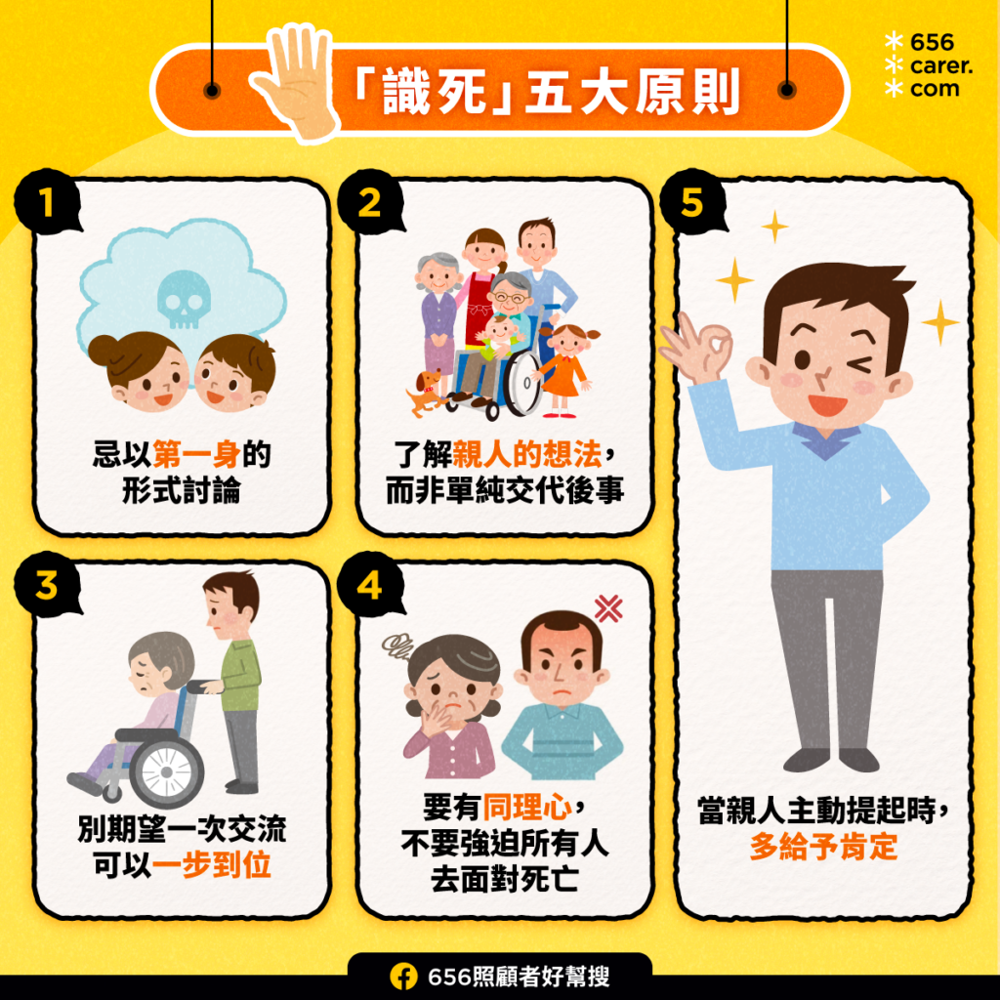 「識死」五大原則
656
carer.
com
1
忌以第一身的
形式討論
2
了解親人的想法，
而非單純交代後事
3
別期望一次交流
可以一步到位
4
要有同理心，
不要強迫所有人
去面對死亡
5
當親人主動提起時，
多給予肯定
656照顧者好幫搜